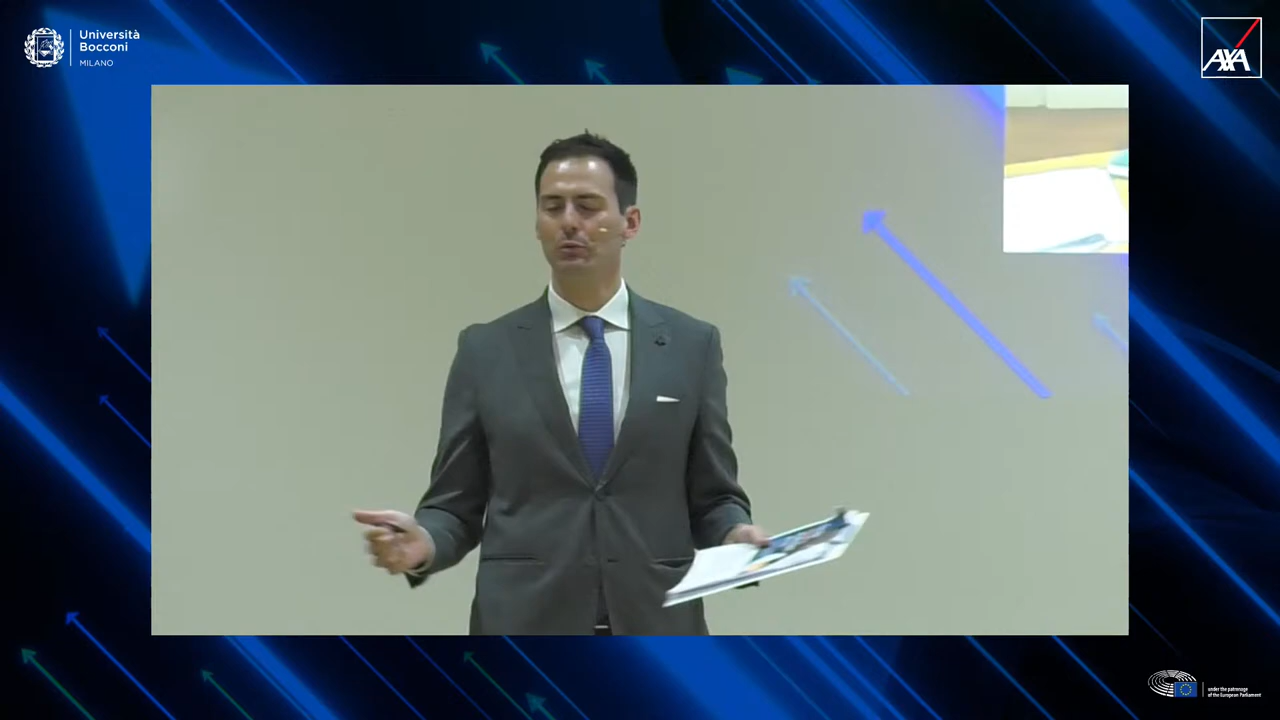 Università
Bocconi
MILANO
AXA
under the patronage
of the European Parliament